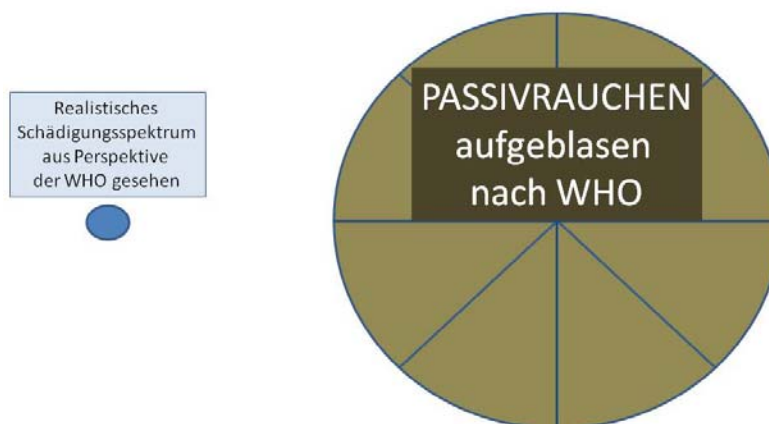 Realistisches
Schädigungsspektrum
aus Perspektive
der WHO gesehen
PASSIVRAUCHEN
aufgeblasen
nach WHO